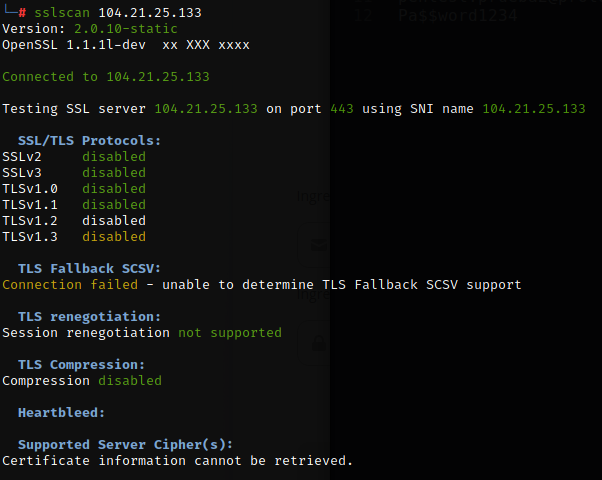 └─# sslscan 104.21.25.133
Version: 2.0.10-static
OpenSSL 1.1.1l-dev  xx XXX xxxx
Connected to 104.21.25.133
Testing SSL server 104.21.25.133 on port 443 using SNI name 104.21.25.133
SSL/TLS Protocols:
SSLv2     disabled
SSLv3     disabled
TLSv1.0   disabled
TLSv1.1   disabled
TLSv1.2   disabled
TLSv1.3   disabled
TLS Fallback SCSV:
Connection failed - unable to determine TLS Fallback SCSV support
TLS renegotiation:
Session renegotiation not supported
TLS Compression:
Compression disabled
Heartbleed:
Supported Server Cipher(s):
Certificate information cannot be retrieved.
12  Pa$$word1234